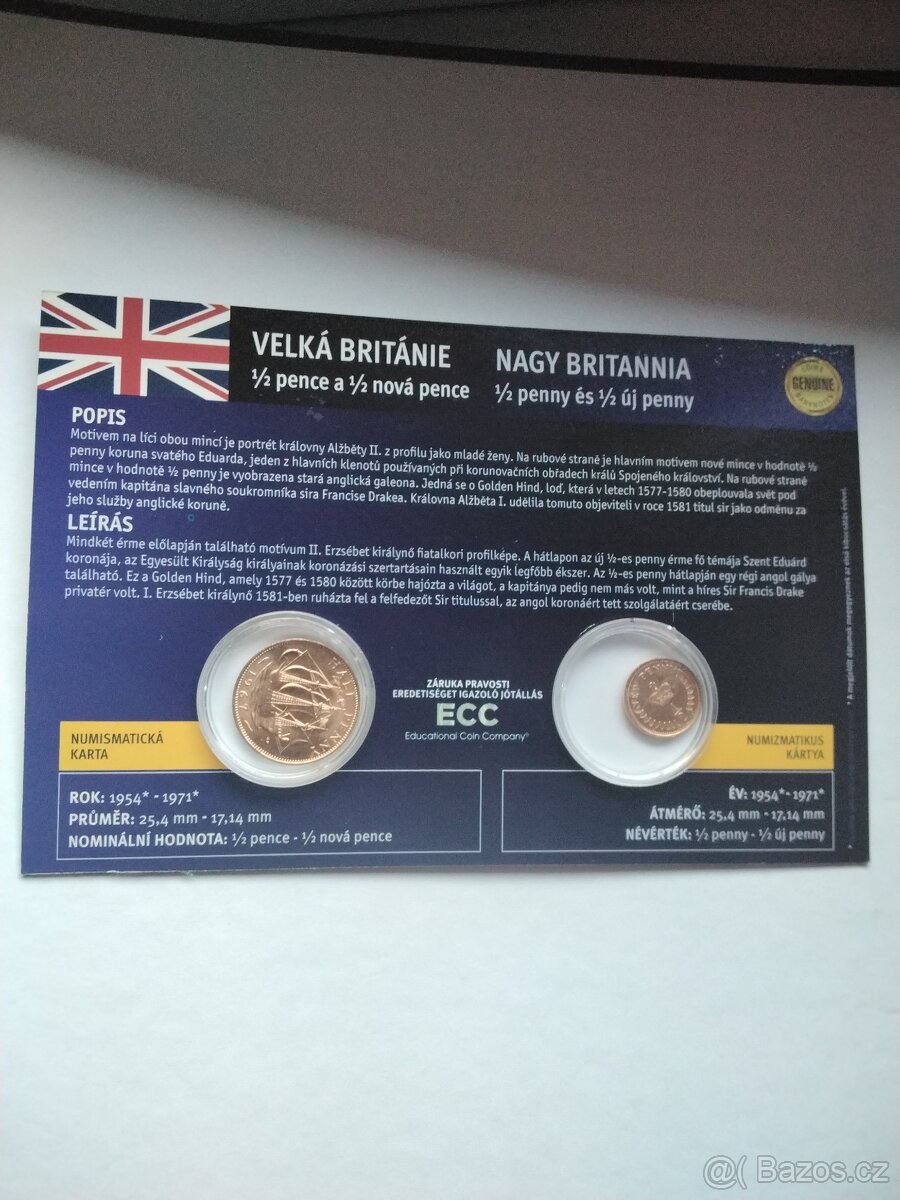 VELKÁ BRITÁNIE
½ pence a ½ nová pence
NAGY BRITANNIA
½ penny és ½ új penny
GENUINE
POPIS
Motivem na líci obou mincí je portrét královny Alžběty II. z profilu jako mladé ženy. Na rubové straně je hlavním motivem nové mince v hodnotě ½
penny koruna svatého Eduarda, jeden z hlavních klenotů používaných při korunovačních obřadech králů Spojeného království. Na rubové straně
mince v hodnotě ½ penny je vyobrazena stará anglická galeona. Jedná se o Golden Hind, loď, která v letech 1577-1580 obeplouvala svět pod
vedením kapitána slavného soukromníka sira Francise Drakea. Královna Alžběta I. udělila tomuto objeviteli v roce 1581 titul sir jako odměnu za
jeho služby anglické koruně.
LEÍRÁS
Mindkét érme előlapján található motívum II. Erzsébet királynő fiatalkori profilképe. A hátlapon az új ½-es penny érme fő témája Szent Eduárd
koronája, az Egyesült Királyság királyainak koronázási szertartásain használt egyik legfőbb ékszer. Az ½-es penny hátlapján egy régi angol gálya
található. Ez a Golden Hind, amely 1577 és 1580 között körbe hajózta a világot, a kapitánya pedig nem más volt, mint a híres Sir Francis Drake
privatér volt. I. Erzsébet királynő 1581-ben ruházta fel a felfedezőt Sir titulussal, az angol koronáért tett szolgálatáért cserébe.
* A megjelölt dátumok megegyeznek az első kibocsátás évével.
1967
HALF PENNY
ZÁRUKA PRAVOSTI
EREDETISÉGET IGAZOLÓ JÓTÁLLÁS
ECC
Educational Coin Company®
NUMISMATICKÁ
KARTA
NUMIZMATIKUS
KÁRTYA
ROK: 1954* - 1971*
PRŮMĚR: 25,4 mm - 17,14 mm
NOMINÁLNÍ HODNOTA: ½ pence - ½ nová pence
ÉV: 1954* - 1971*
ÁTMÉRŐ: 25,4 mm - 17,14 mm
NÉVÉRTÉK: ½ penny - ½ új penny
@( Bazos.cz